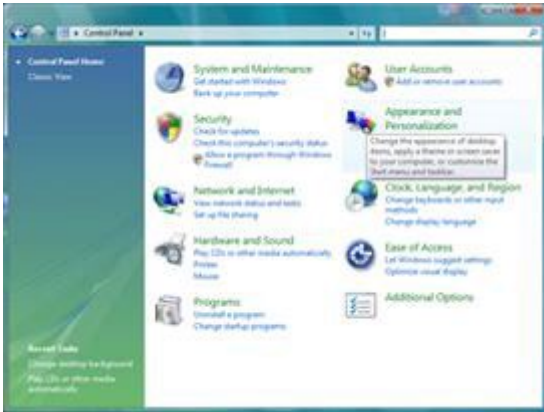 Control Panel
Control Panel Home
Classic View
System and Maintenance
Get started with Windows
Back up your computer
Security
Check for updates
Check this computer's security status
Allow a program through Windows
Firewall
Network and Internet
View network status and tasks
Set up file sharing
Hardware and Sound
Play CDs or other media automatically
Printer
Mouse
Programs
Uninstall a program
Change startup programs
User Accounts
Add or remove user accounts
Appearance and
Personalization
Change the appearance of desktop
items, apply a theme or screen saver
to your computer, or customize the
Start menu and taskbar.
Clock, Language, and Region
Change keyboards or other input
methods
Change display language
Ease of Access
Let Windows suggest settings
Optimize visual display
Additional Options
Recent Tasks
Change desktop background
Play CDs or other media
automatically